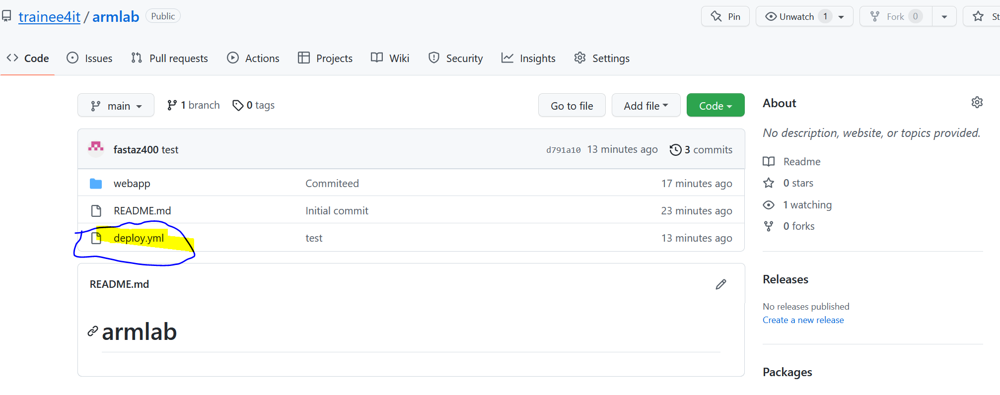 trainee4it / armlab Public
Pin
Unwatch 1
Fork 0
St
Code
Issues
Pull requests
Actions
Projects
Wiki
Security
Insights
Settings
main
1 branch
0 tags
Go to file
Add file
Code
fastaz400 test
d791a10 13 minutes ago
3 commits
webapp Commiteed 17 minutes ago
README.md Initial commit 23 minutes ago
deploy.yml test 13 minutes ago
README.md
armlab
About
No description, website, or topics provided.
Readme
0 stars
1 watching
0 forks
Releases
No releases published
Create a new release
Packages